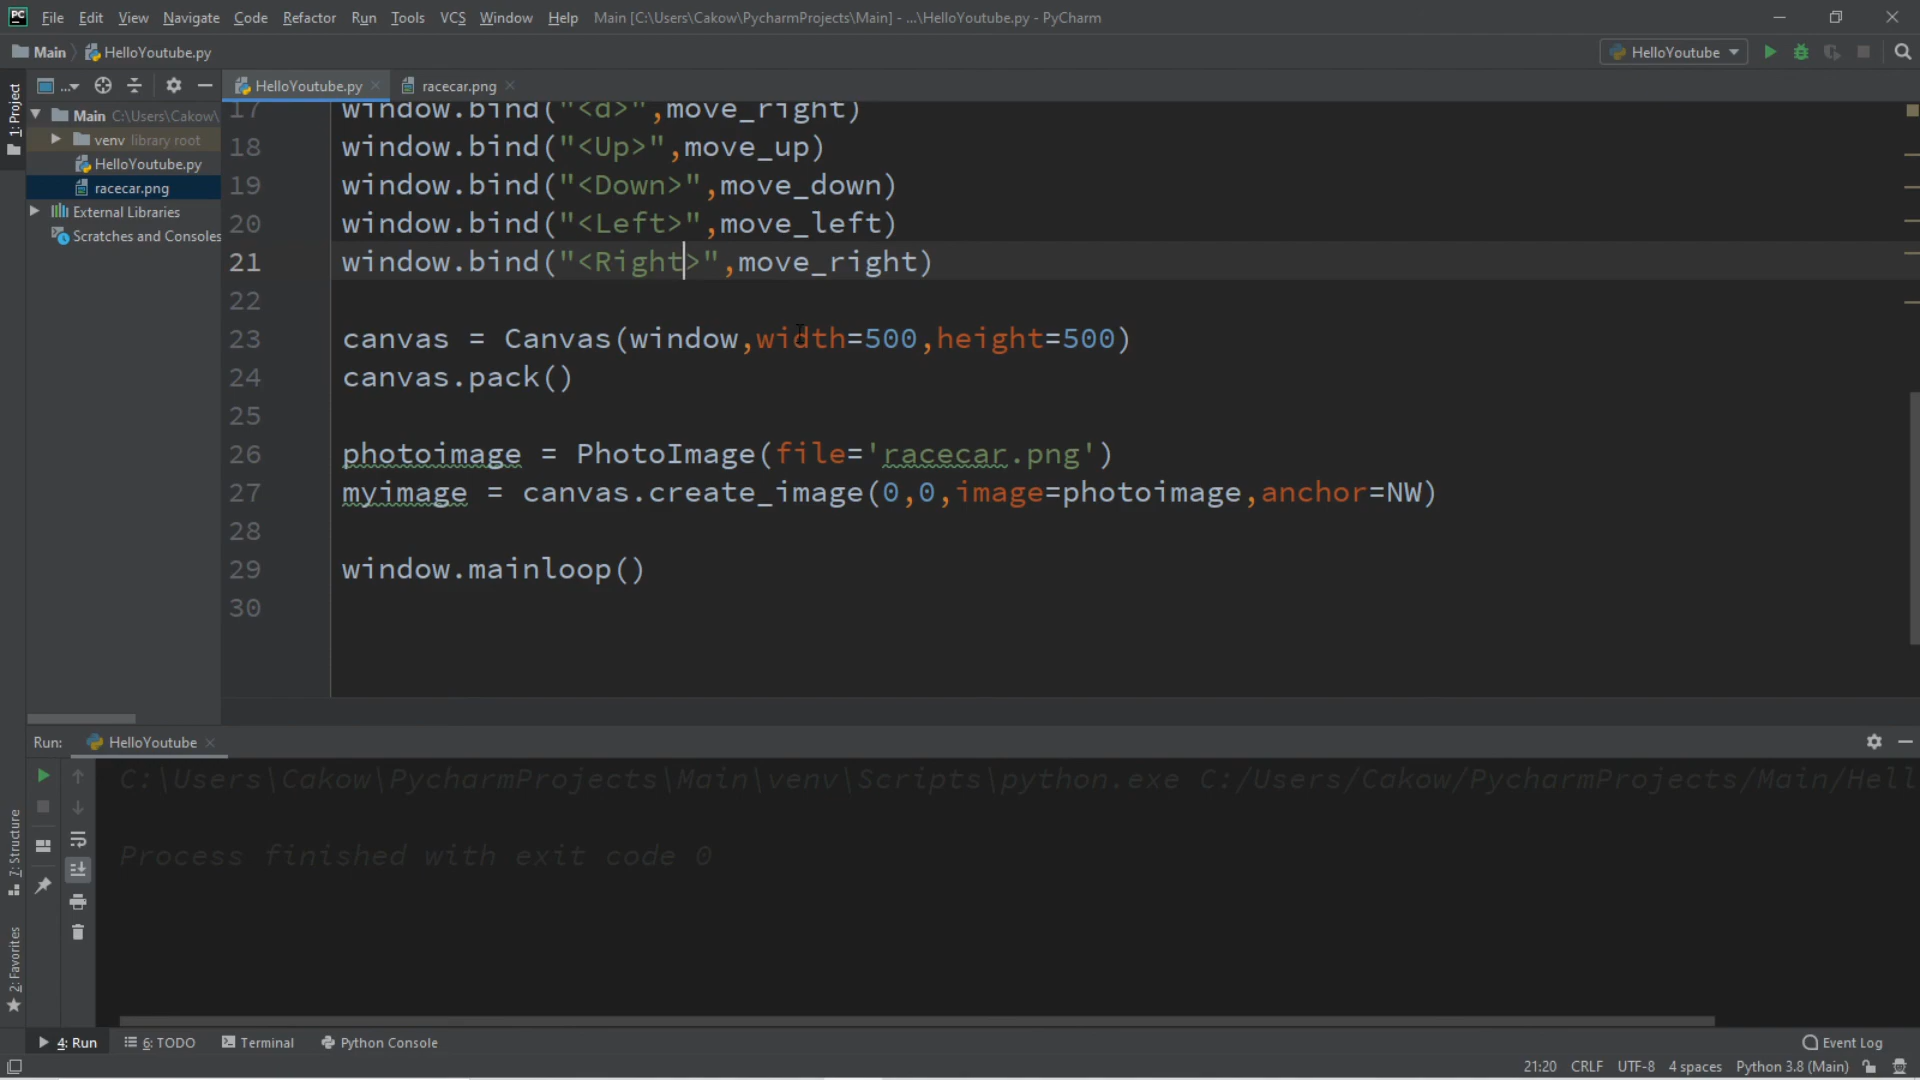 PC File Edit View Navigate Code Refactor Run Tools VCS Window Help Main [C:\Users\Cakow\PycharmProjects\Main] - ...\HelloYoutube.py - PyCharm
Main HelloYoutube.py HelloYoutube
... HelloYoutube.py racecar.png
1: Project
Main C:\Users\Cakow\
venv library root
HelloYoutube.py
racecar.png
External Libraries
Scratches and Consoles
17 window.bind("<d>",move_right)
18 window.bind("<Up>",move_up)
19 window.bind("<Down>",move_down)
20 window.bind("<Left>",move_left)
21 window.bind("<Right>",move_right)
22
23 canvas = Canvas(window,width=500,height=500)
24 canvas.pack()
25
26 photoimage = PhotoImage(file='racecar.png')
27 myimage = canvas.create_image(0,0,image=photoimage,anchor=NW)
28
29 window.mainloop()
30
Run: HelloYoutube
C:\Users\Cakow\PycharmProjects\Main\venv\Scripts\python.exe C:/Users/Cakow/PycharmProjects/Main/Hell
Process finished with exit code 0
7: Structure
2: Favorites
4: Run 6: TODO Terminal Python Console Event Log
21:20 CRLF UTF-8 4 spaces Python 3.8 (Main)